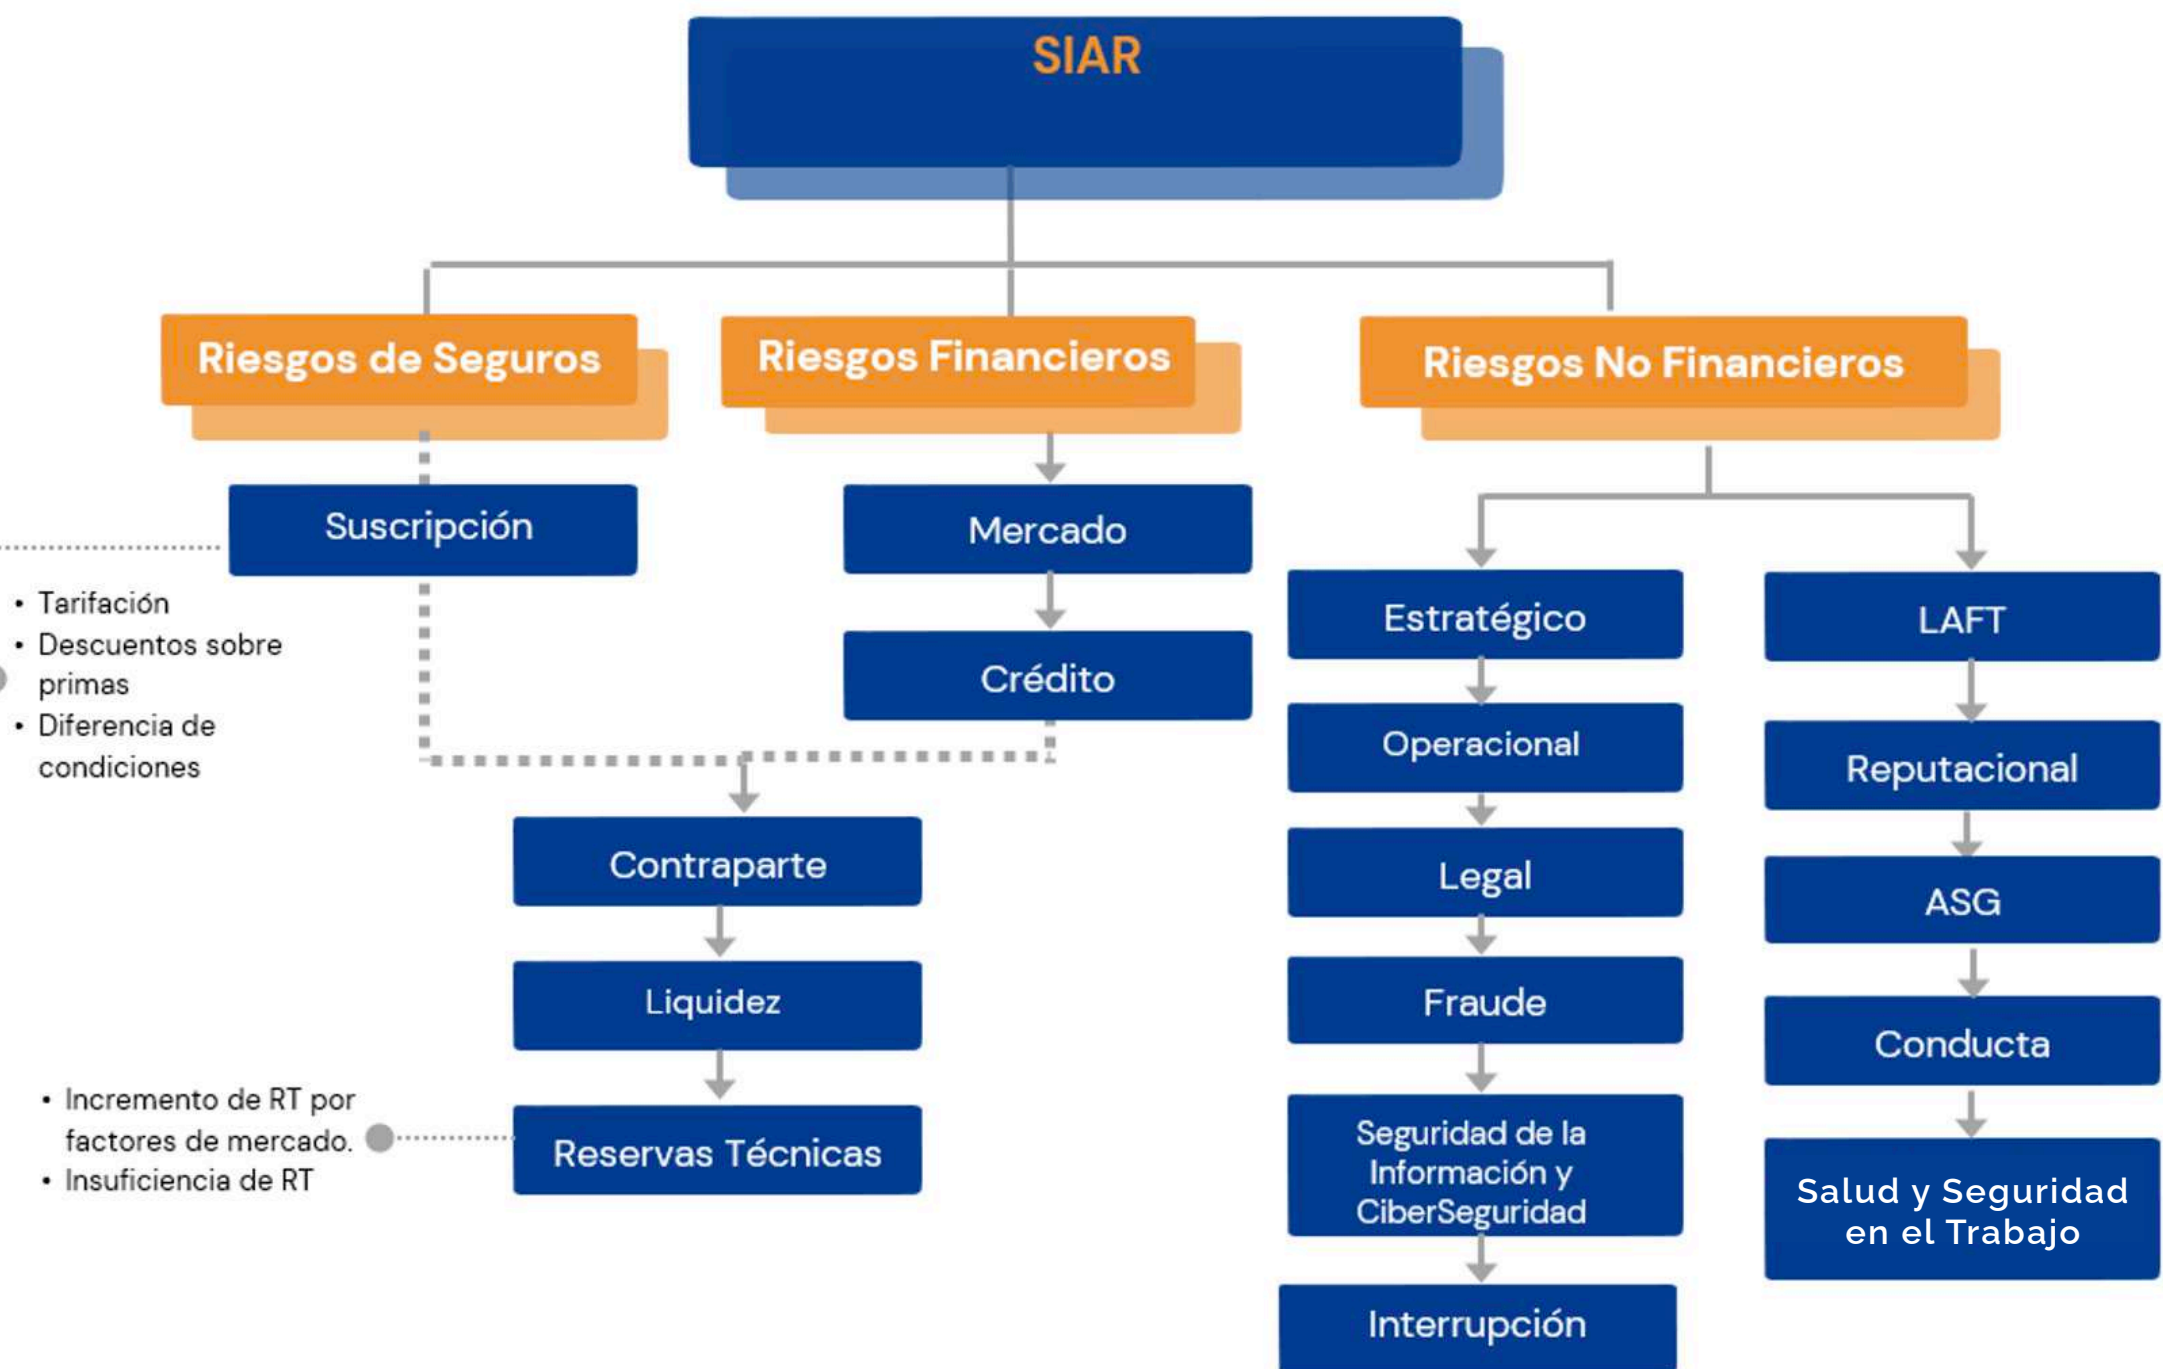 SIAR
Riesgos de Seguros
Riesgos Financieros
Riesgos No Financieros
Suscripción
• Tarifación
• Descuentos sobre
primas
• Diferencia de
condiciones
Mercado
Crédito
Contraparte
Liquidez
Reservas Técnicas
• Incremento de RT por
factores de mercado.
• Insuficiencia de RT
Estratégico
Operacional
Legal
Fraude
Seguridad de la
Información y
CiberSeguridad
Interrupción
LAFT
Reputacional
ASG
Conducta
Salud y Seguridad
en el Trabajo